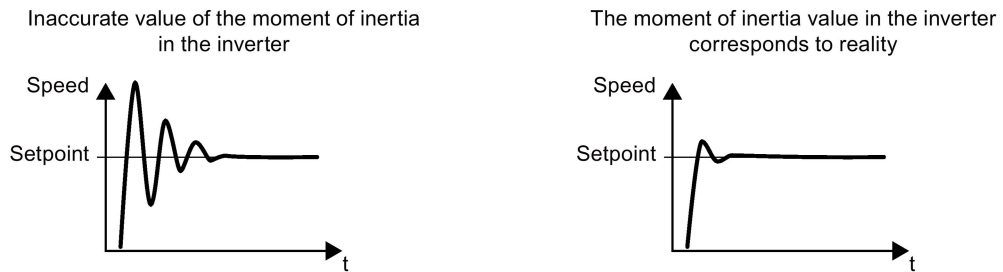 Inaccurate value of the moment of inertia
in the inverter
Speed
Setpoint
t
The moment of inertia value in the inverter
corresponds to reality
Speed
Setpoint
t